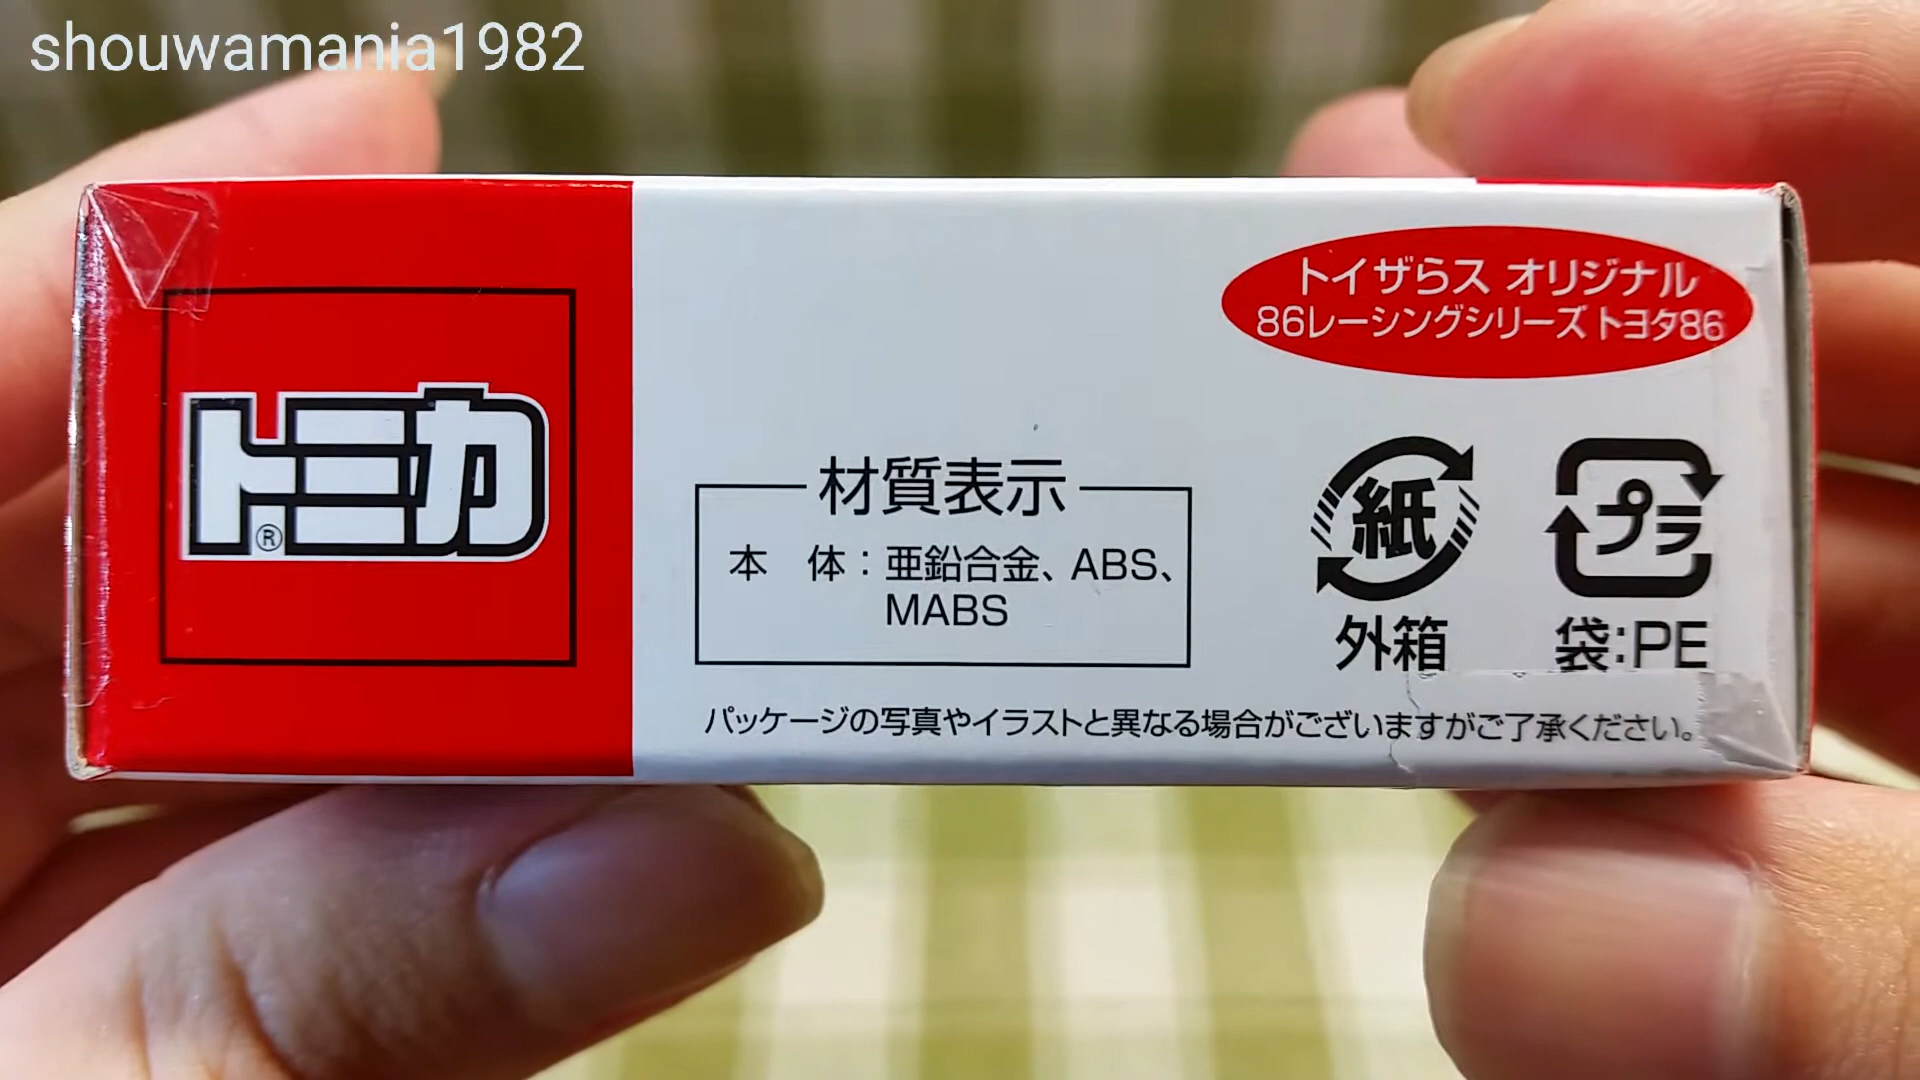 shouwamania1982
トミカ®
トイザらス オリジナル
86レーシングシリーズ トヨタ86
材質表示
本 体：亜鉛合金、ABS、
MABS
紙
外箱
プラ
袋:PE
パッケージの写真やイラストと異なる場合がございますがご了承ください。